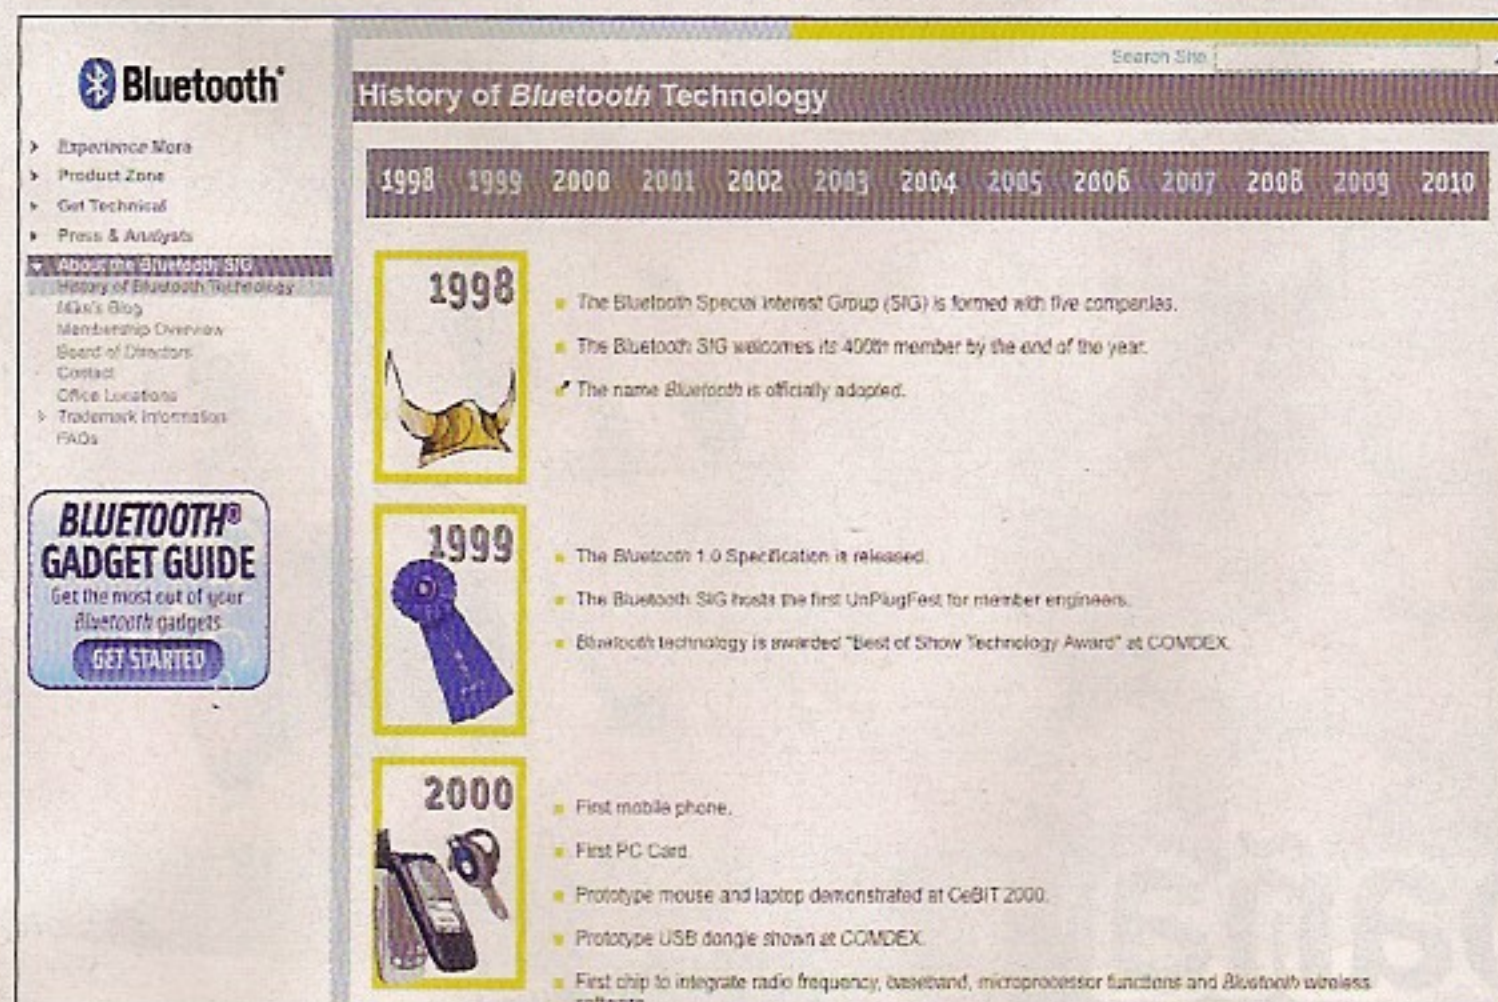 Bluetooth®
Experience More
Product Zone
Get Technical
Press & Analysts
About the Bluetooth SIG
History of Bluetooth Technology
Mike's Blog
Membership Overview
Board of Directors
Contact
Office Locations
Trademark Information
FAQs
BLUETOOTH®
GADGET GUIDE
Get the most out of your
Bluetooth gadgets
GET STARTED
Search Site
History of Bluetooth Technology
1998 1999 2000 2001 2002 2003 2004 2005 2006 2007 2008 2009 2010
1998
The Bluetooth Special Interest Group (SIG) is formed with five companies.
The Bluetooth SIG welcomes its 400th member by the end of the year.
The name Bluetooth is officially adopted.
1999
The Bluetooth 1.0 Specification is released.
The Bluetooth SIG hosts the first UnPlugFest for member engineers.
Bluetooth technology is awarded "Best of Show Technology Award" at COMDEX.
2000
First mobile phone.
First PC Card.
Prototype mouse and laptop demonstrated at CeBIT 2000.
Prototype USB dongle shown at COMDEX.
First chip to integrate radio frequency, baseband, microprocessor functions and Bluetooth wireless